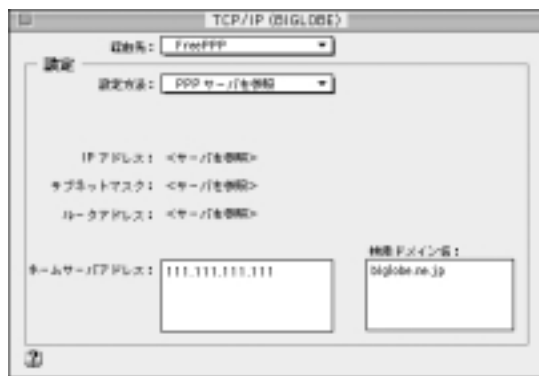 TCP/IP (BIGLOBE)
経由先： FreePPP
設定
設定方法： PPP サーバを参照
IP アドレス： <サーバを参照>
サブネットマスク： <サーバを参照>
ルータアドレス： <サーバを参照>
ネームサーバアドレス： 111.111.111.111
検索ドメイン名：
biglobe.ne.jp